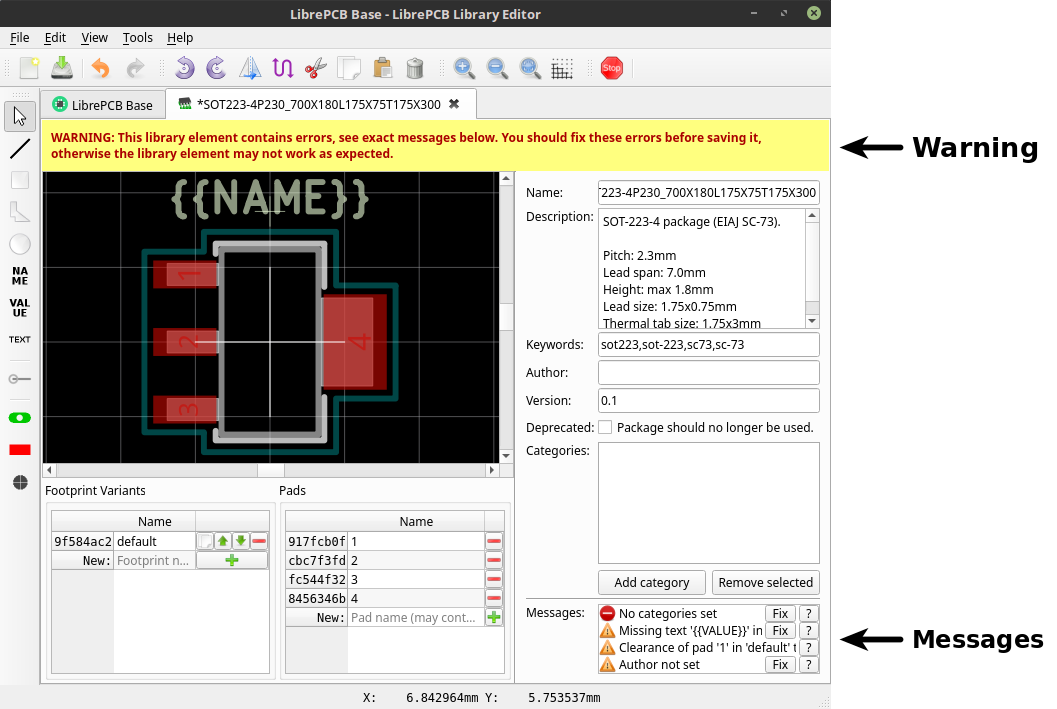 LibrePCB Base - LibrePCB Library Editor
File Edit View Tools Help
Stop
LibrePCB Base
*SOT223-4P230_700X180L175X75T175X300
WARNING: This library element contains errors, see exact messages below. You should fix these errors before saving it,
otherwise the library element may not work as expected.
Warning
NA
ME
VAL
UE
TEXT
{{NAME}}
1
2
3
4
Name: 223-4P230_700X180L175X75T175X300
Description: SOT-223-4 package (EIAJ SC-73).
Pitch: 2.3mm
Lead span: 7.0mm
Height: max 1.8mm
Lead size: 1.75x0.75mm
Thermal tab size: 1.75x3mm
Keywords: sot223,sot-223,sc73,sc-73
Author:
Version: 0.1
Deprecated: Package should no longer be used.
Categories:
Add category Remove selected
Footprint Variants
Name
9f584ac2 default
New: Footprint n...
Pads
Name
917fcb0f 1
cbc7f3fd 2
fc544f32 3
8456346b 4
New: Pad name (may cont...
Messages: No categories set Fix ?
Missing text '{{VALUE}}' in Fix ?
Clearance of pad '1' in 'default' t ?
Author not set Fix ?
Messages
X: 6.842964mm Y: 5.753537mm